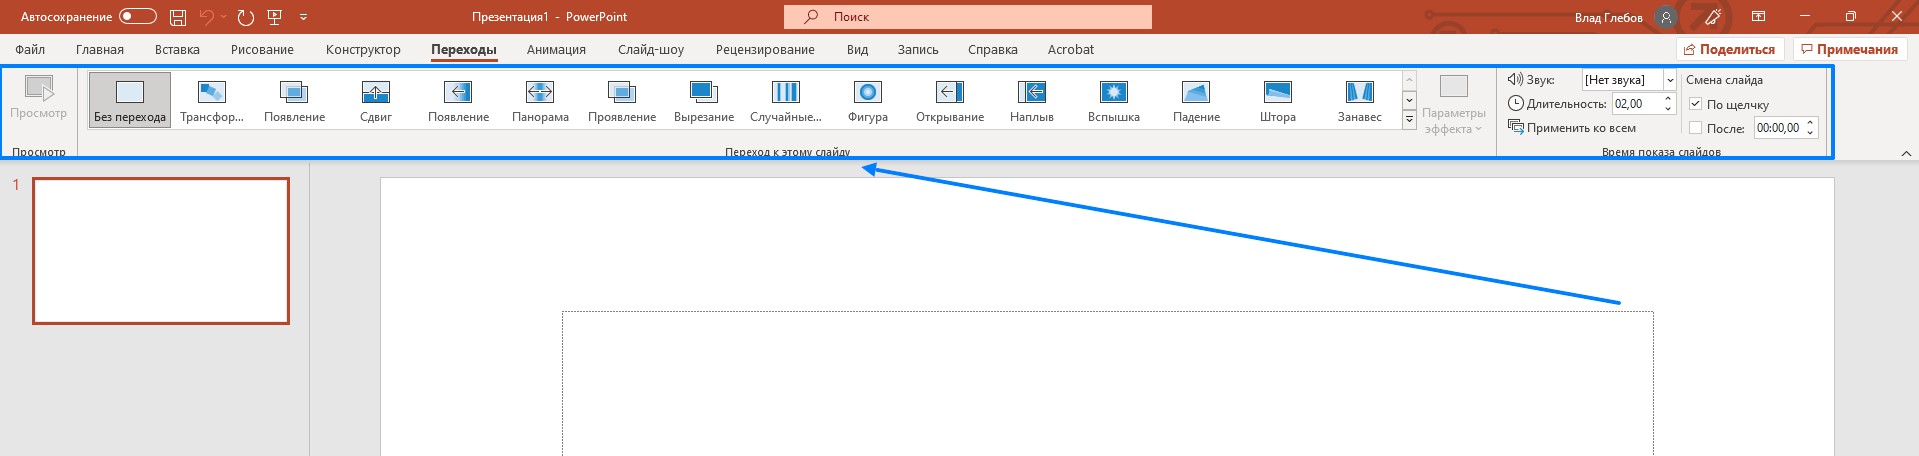 Автосохранение
Презентация1 - PowerPoint
Поиск
Влад Глебов
Файл Главная Вставка Рисование Конструктор Переходы Анимация Слайд-шоу Рецензирование Вид Запись Справка Acrobat
Поделиться Примечания
Просмотр
Без перехода Трансфор... Появление Сдвиг Появление Панорама Проявление Вырезание Случайные... Фигура Открывание Наплыв Вспышка Падение Штора Занавес
Параметры
эффекта
Звук: [Нет звука]
Длительность: 02,00
Применить ко всем
Смена слайда
По щелчку
После: 00:00,00
Просмотр Переход к этому слайду Время показа слайдов
1